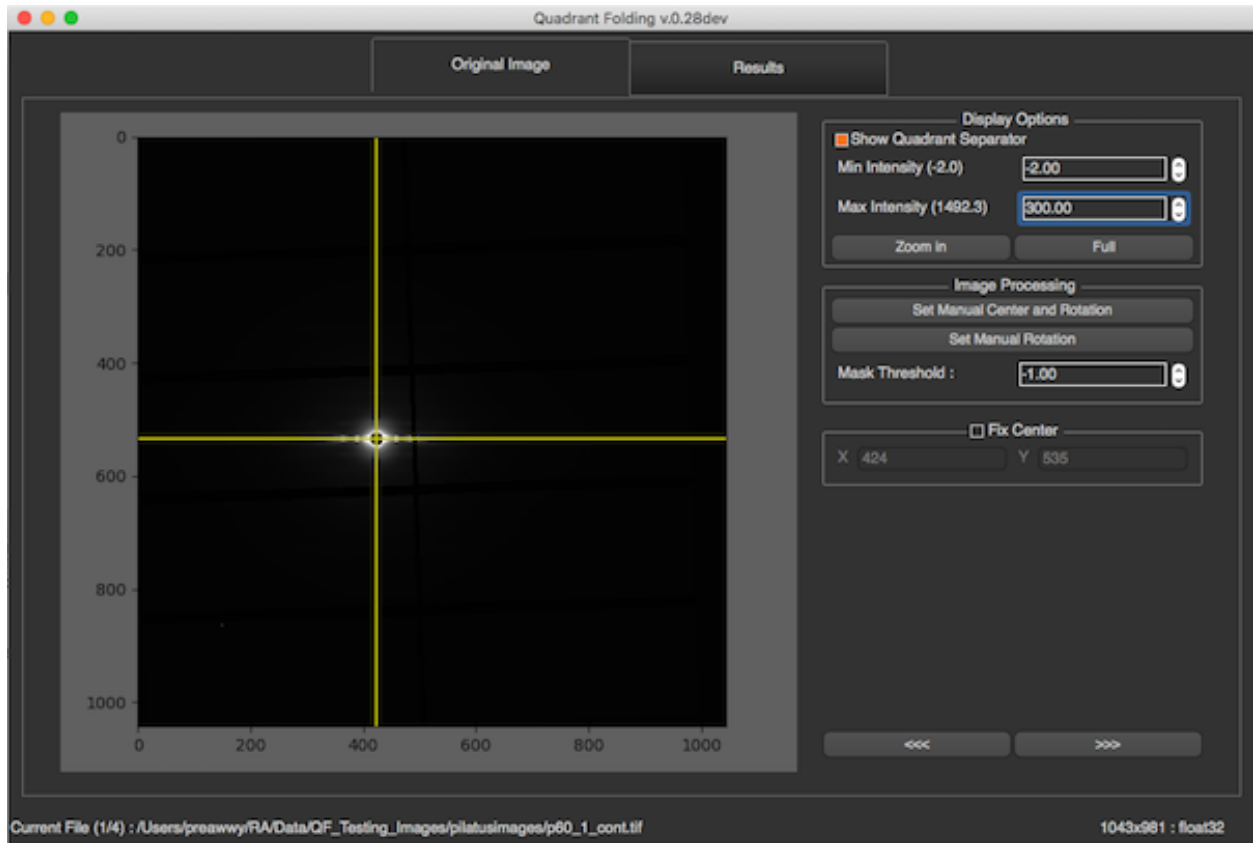 Quadrant Folding v.0.28dev
Original Image
Results
0
200
400
600
800
1000
0
200
400
600
800
1000
Display Options
Show Quadrant Separator
Min Intensity (-2.0)
-2.00
Max Intensity (1492.3)
300.00
Zoom in
Full
Image Processing
Set Manual Center and Rotation
Set Manual Rotation
Mask Threshold :
-1.00
Fix Center
X 424
Y 535
<<<
>>>
Current File (1/4) : /Users/preawwy/RA/Data/QF_Testing_Images/pilatusimages/p60_1_cont.tif
1043x981 : float32